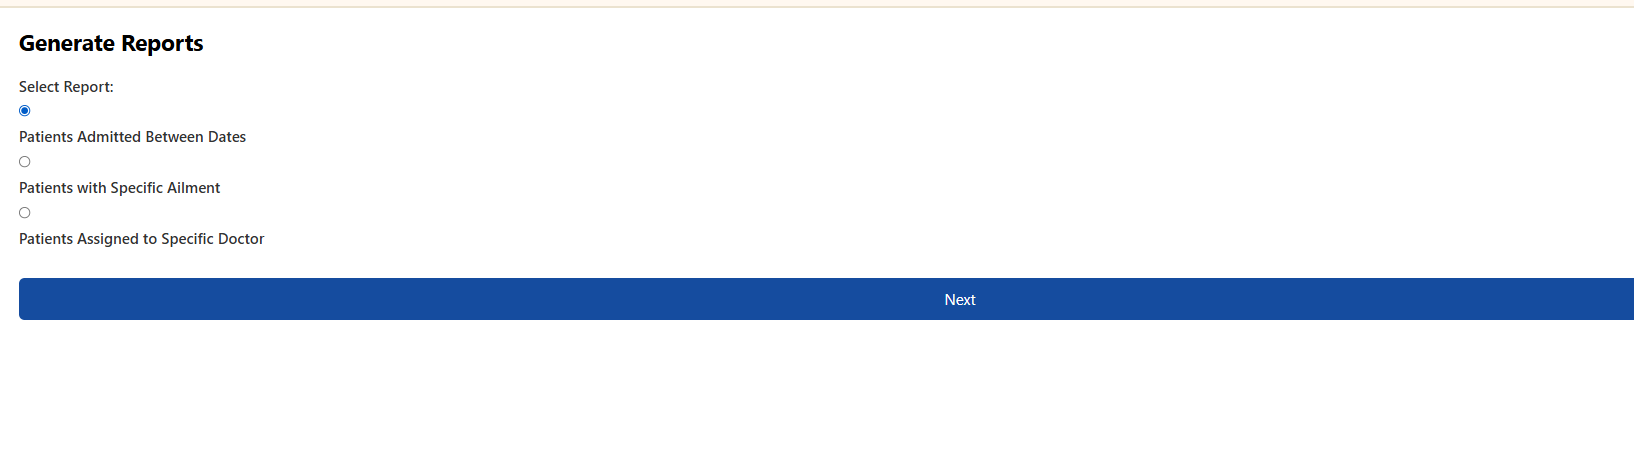 Generate Reports
Select Report:
Patients Admitted Between Dates
Patients with Specific Ailment
Patients Assigned to Specific Doctor
Next